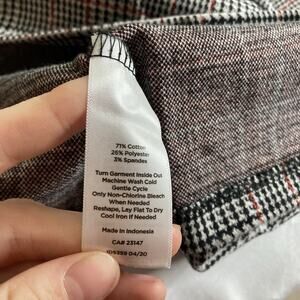 71% Cotton
26% Polyester
3% Spandex
Turn Garment Inside Out
Machine Wash Cold
Gentle Cycle
Only Non-Chlorine Bleach
When Needed
Reshape, Lay Flat To Dry
Cool Iron If Needed
Made in Indonesia
CA# 23147
04/20